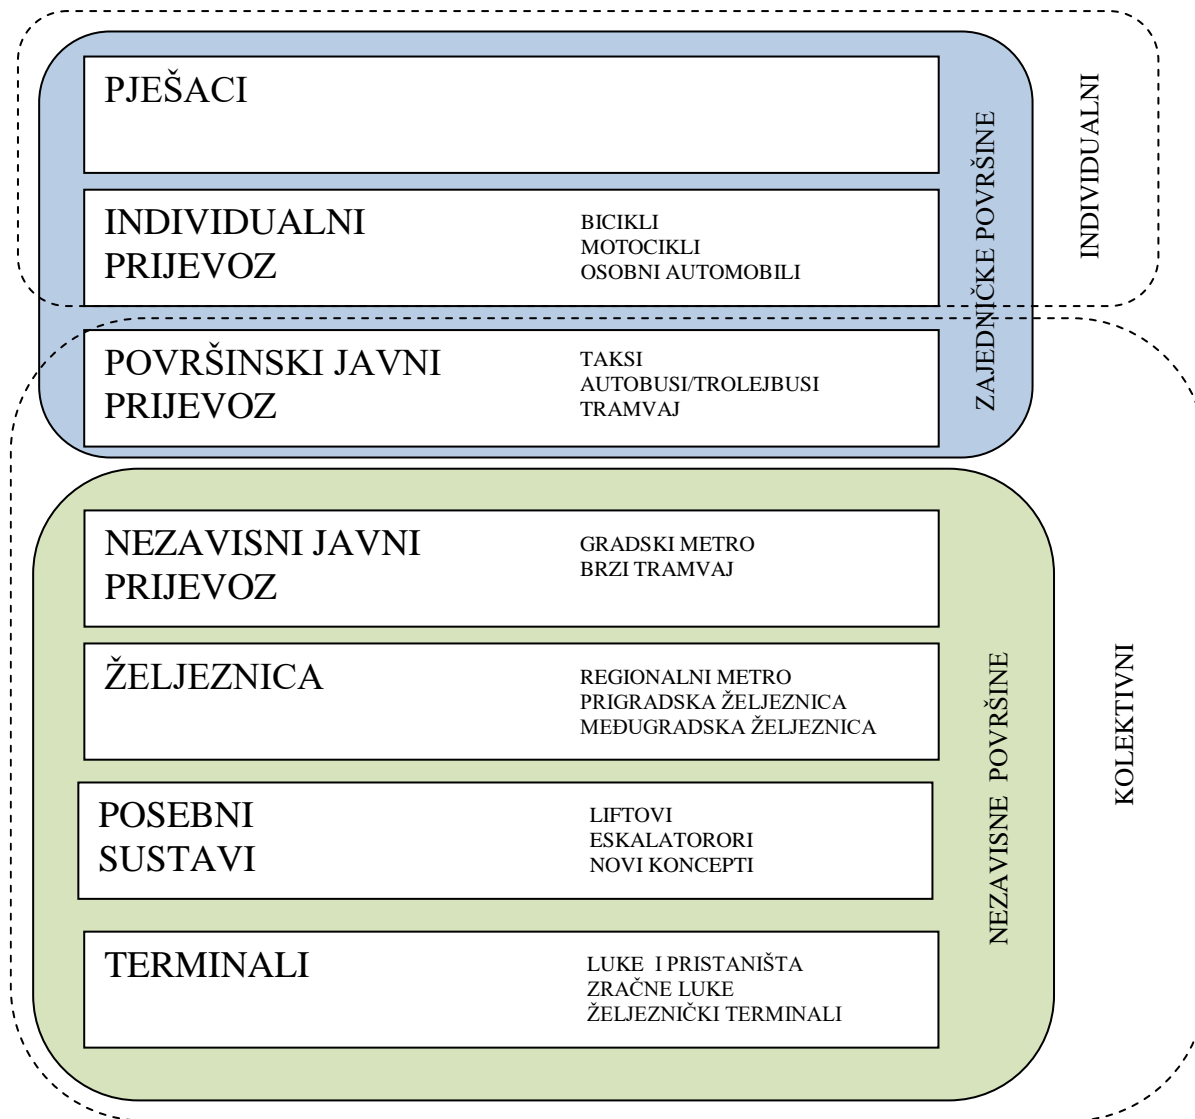 PJEŠACI
INDIVIDUALNI
PRIJEVOZ
BICIKLI
MOTOCIKLI
OSOBNI AUTOMOBILI
POVRŠINSKI JAVNI
PRIJEVOZ
TAKSI
AUTOBUSI/TROLEJBUSI
TRAMVAJ
ZAJEDNIČKE POVRŠINE
INDIVIDUALNI
NEZAVISNI JAVNI
PRIJEVOZ
GRADSKI METRO
BRZI TRAMVAJ
ŽELJEZNICA
REGIONALNI METRO
PRIGRADSKA ŽELJEZNICA
MEĐUGRADSKA ŽELJEZNICA
POSEBNI
SUSTAVI
LIFTOVI
ESKALATORORI
NOVI KONCEPTI
TERMINALI
LUKE I PRISTANIŠTA
ZRAČNE LUKE
ŽELJEZNIČKI TERMINALI
NEZAVISNE POVRŠINE
KOLEKTIVNI